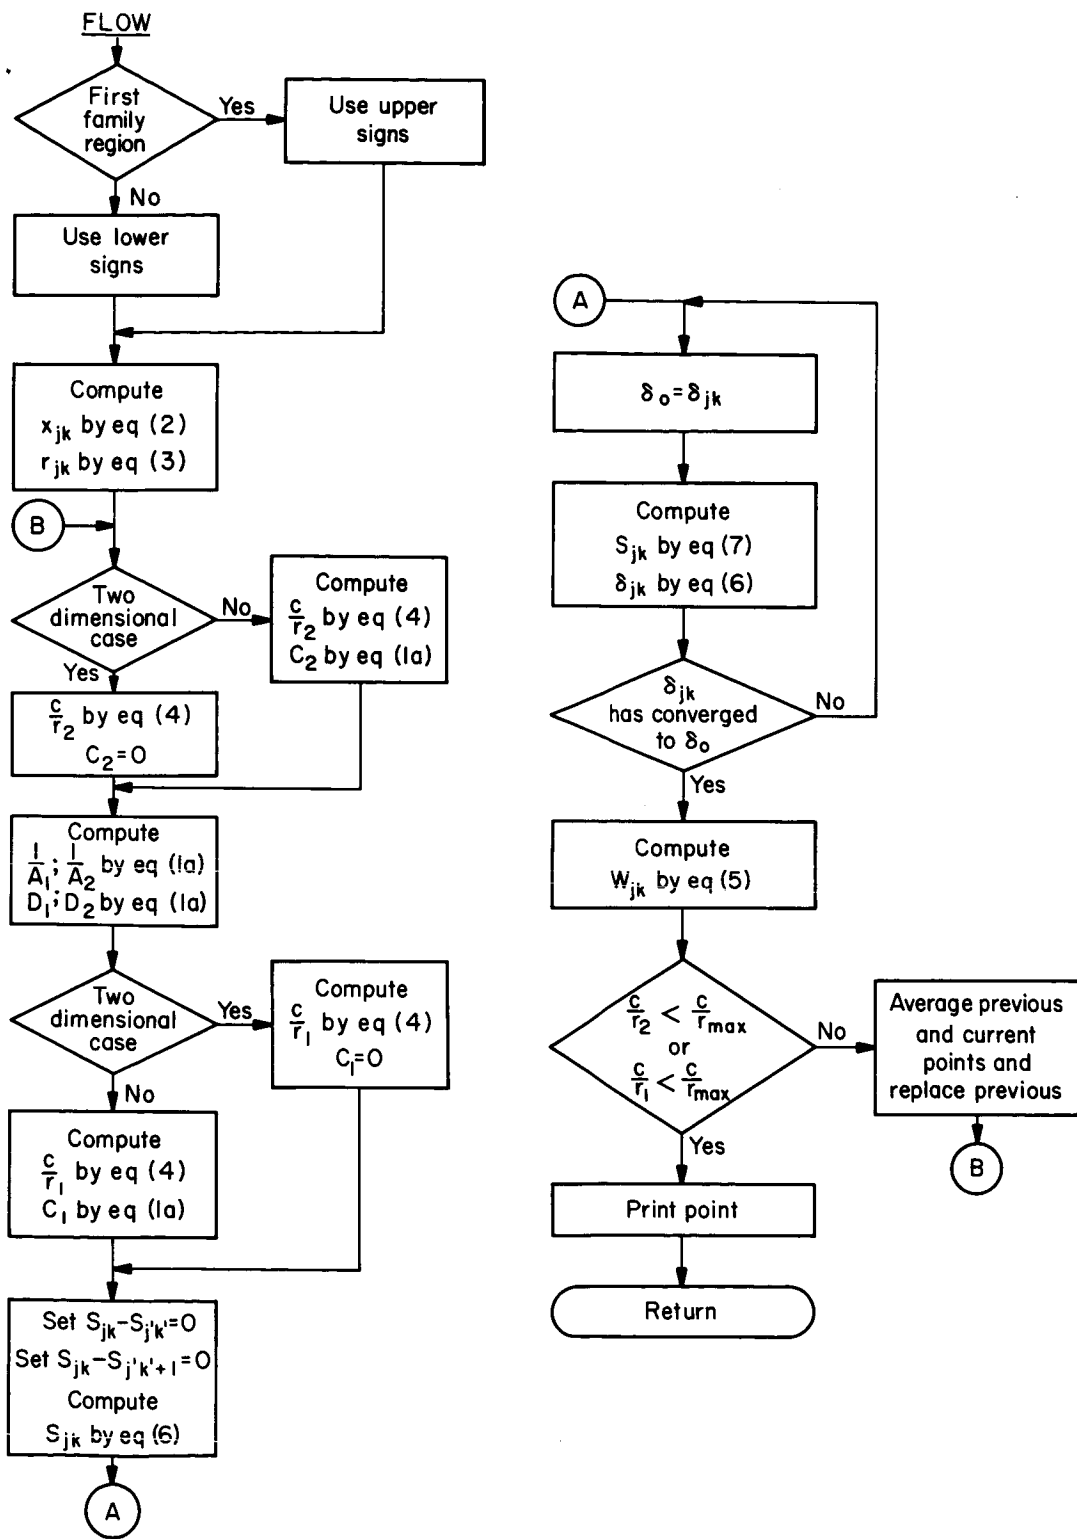 FLOW
First
family
region
Yes
Use upper
signs
No
Use lower
signs
Compute
x_jk by eq (2)
r_jk by eq (3)
B
Two
dimensional
case
No
Compute
c/r_2 by eq (4)
C_2 by eq (1a)
Yes
c/r_2 by eq (4)
C_2=0
Compute
1/A_1; 1/A_2 by eq (1a)
D_1; D_2 by eq (1a)
Two
dimensional
case
Yes
Compute
c/r_1 by eq (4)
C_1=0
No
Compute
c/r_1 by eq (4)
C_1 by eq (1a)
Set S_jk-S_j'k'=0
Set S_jk-S_j'k'+1=0
Compute
S_jk by eq (6)
A
A
δ_o=δ_jk
Compute
S_jk by eq (7)
δ_jk by eq (6)
δ_jk
has converged
to δ_o
No
Yes
Compute
W_jk by eq (5)
c/r_2 < c/r_max
or
c/r_1 < c/r_max
No
Average previous
and current
points and
replace previous
B
Yes
Print point
Return